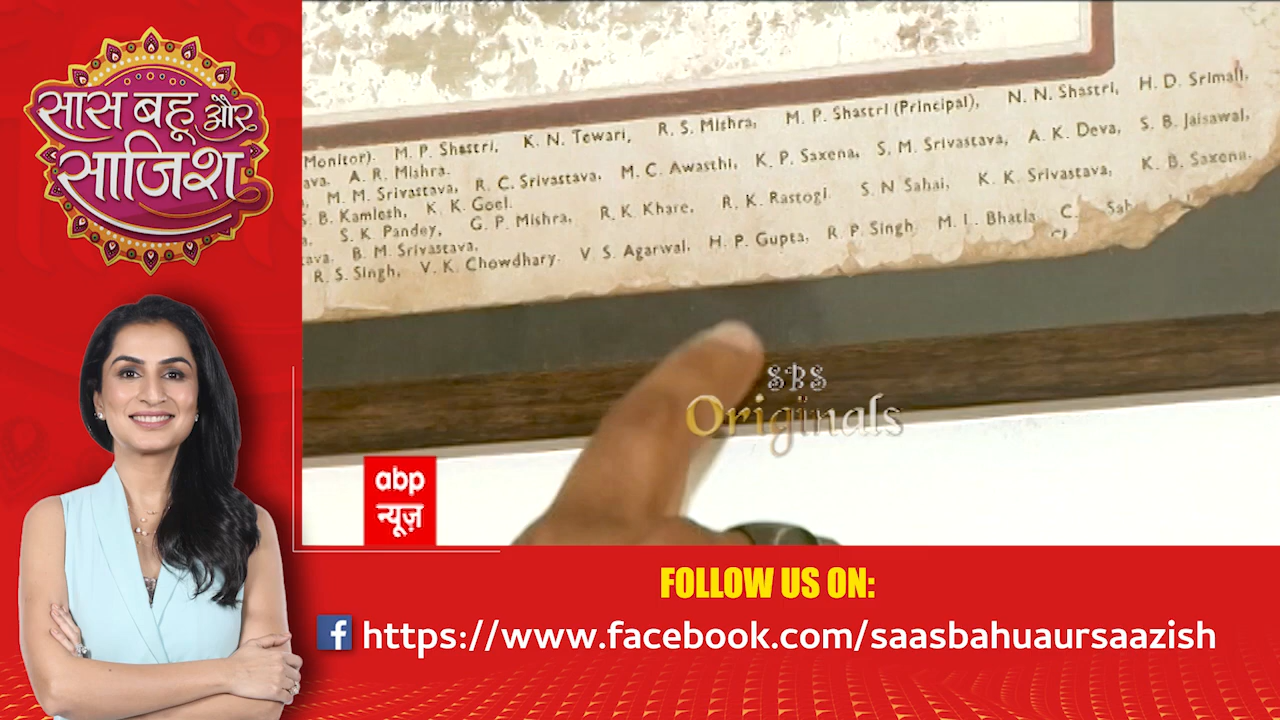 सास बहू और
साजिश
Monitor). M. P. Shastri, K. N. Tewari, R. S. Mishra, M. P. Shastri (Principal), N. N. Shastri, H. D. Srimali,
A. R. Mishra.
M. M. Srivastava, R. C. Srivastava, M. C. Awasthi, K. P. Saxena, S. M. Srivastava, A. K. Deva, S. B. Jaisawal,
B. Kamlesh, K. K. Goel.
S. K. Pandey, G. P. Mishra, R. K. Khare, R. K. Rastogi, S. N Sahai, K. K. Srivastava, K. B. Saxena.
B. M. Srivastava,
R. S. Singh, V. K. Chowdhary. V S. Agarwal, H. P. Gupta, R. P. Singh M. L. Bhatla
SBS
Originals
abp
न्यूज़
FOLLOW US ON:
f https://www.facebook.com/saasbahuaursaazish